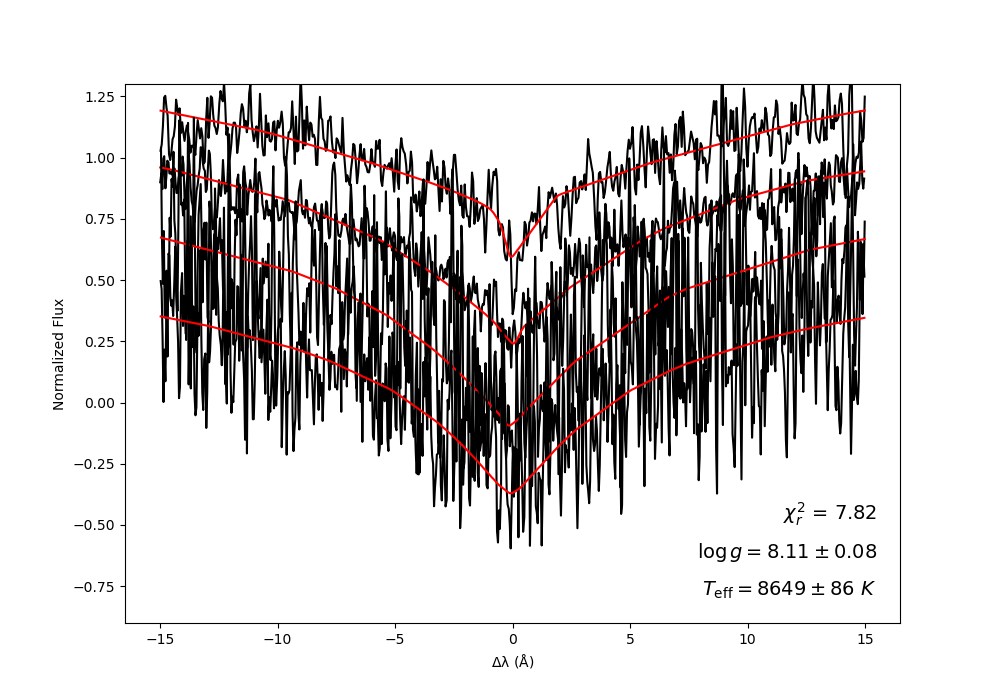 1.25
1.00
0.75
0.50
0.25
0.00
−0.25
−0.50
−0.75
Normalized Flux
χ²ᵣ = 7.82
log g = 8.11 ± 0.08
T_eff = 8649 ± 86 K
−15 −10 −5 0 5 10 15
Δλ (Å)